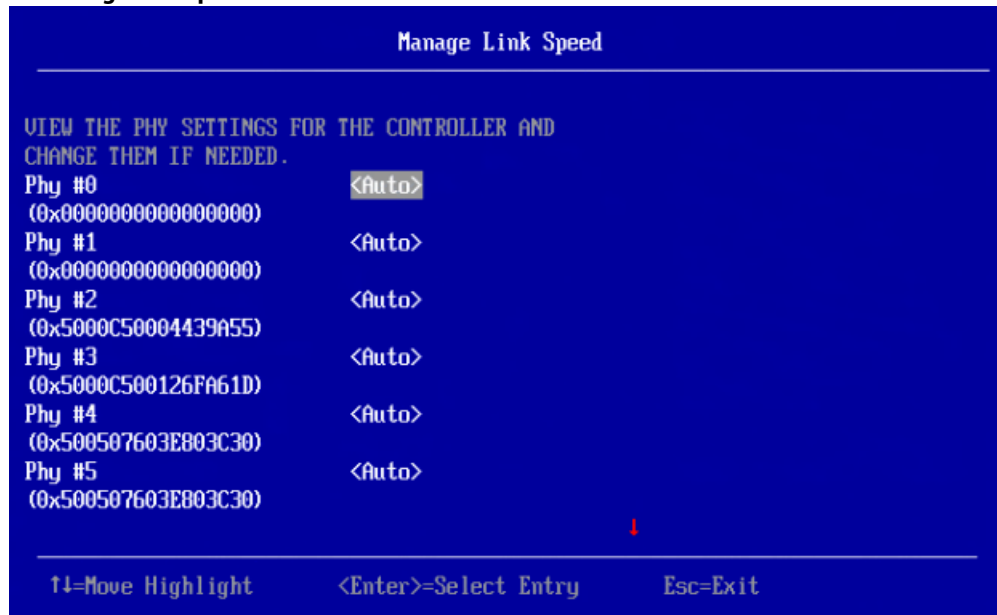 Manage Link Speed
VIEW THE PHY SETTINGS FOR THE CONTROLLER AND
CHANGE THEM IF NEEDED.
Phy #0 <Auto>
(0x0000000000000000)
Phy #1 <Auto>
(0x0000000000000000)
Phy #2 <Auto>
(0x5000C50004439A55)
Phy #3 <Auto>
(0x5000C500126FA61D)
Phy #4 <Auto>
(0x500507603E803C30)
Phy #5 <Auto>
(0x500507603E803C30)
↓
↑↓=Move Highlight <Enter>=Select Entry Esc=Exit